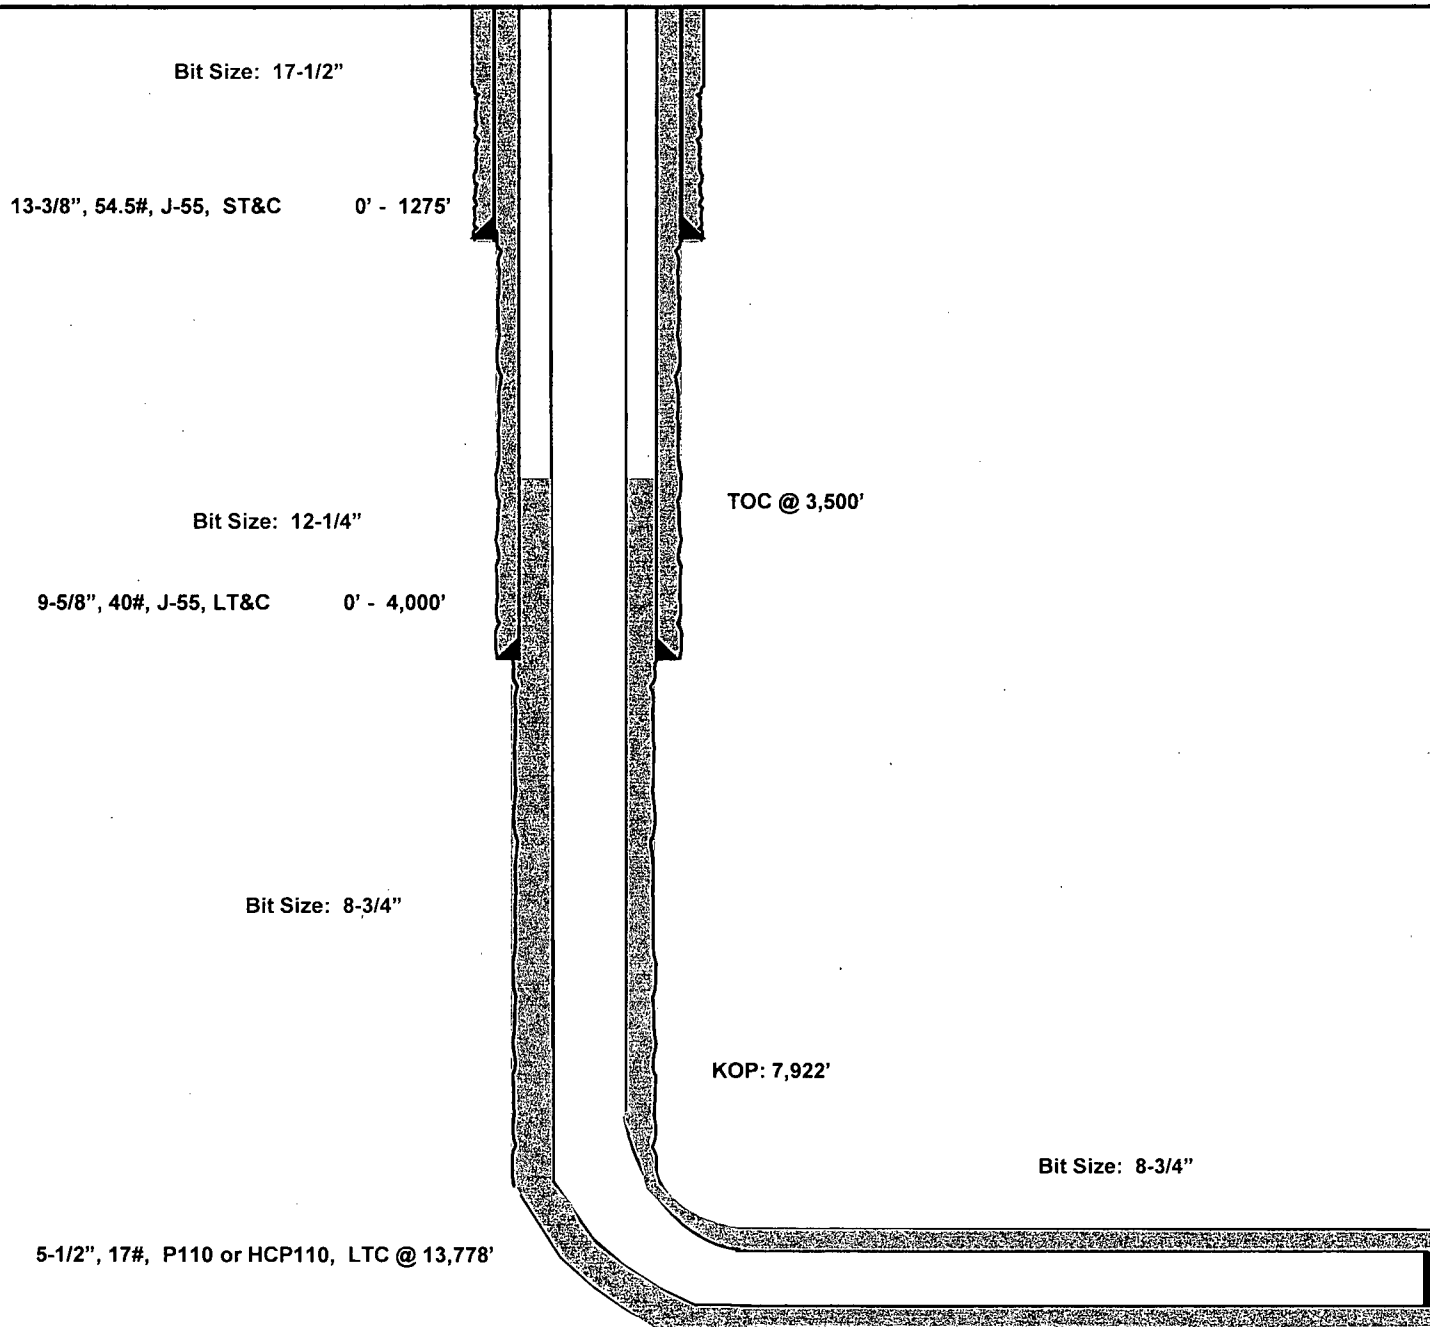 Bit Size: 17-1/2”
13-3/8”, 54.5#, J-55, ST&C 0’ - 1275’
TOC @ 3,500’
Bit Size: 12-1/4”
9-5/8”, 40#, J-55, LT&C 0’ - 4,000’
Bit Size: 8-3/4”
KOP: 7,922’
Bit Size: 8-3/4”
5-1/2”, 17#, P110 or HCP110, LTC @ 13,778’